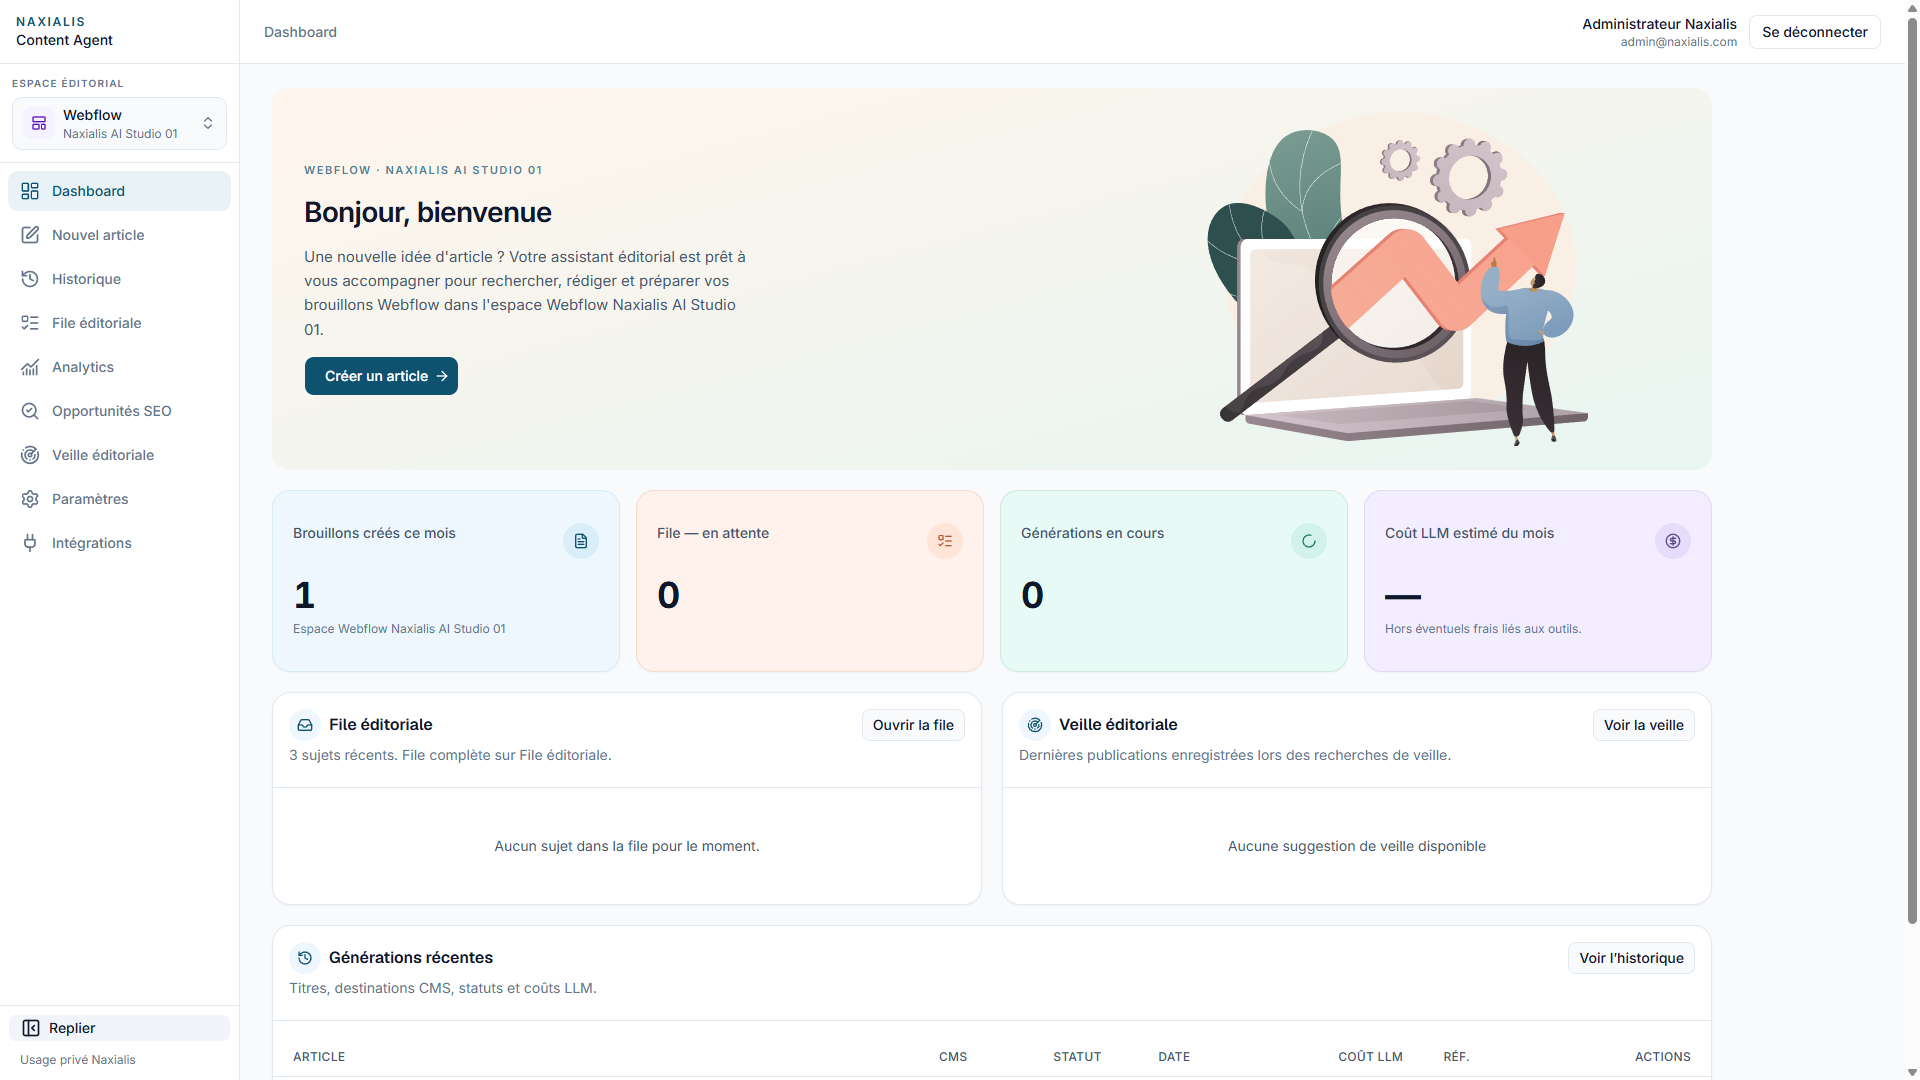 NAXIALIS
Content Agent
ESPACE ÉDITORIAL
Webflow
Naxialis AI Studio 01
Dashboard
Nouvel article
Historique
File éditoriale
Analytics
Opportunités SEO
Veille éditoriale
Paramètres
Intégrations
Replier
Usage privé Naxialis
Dashboard
Administrateur Naxialis
admin@naxialis.com
Se déconnecter
WEBFLOW · NAXIALIS AI STUDIO 01
Bonjour, bienvenue
Une nouvelle idée d'article ? Votre assistant éditorial est prêt à
vous accompagner pour rechercher, rédiger et préparer vos
brouillons Webflow dans l'espace Webflow Naxialis AI Studio
01.
Créer un article →
Brouillons créés ce mois
1
Espace Webflow Naxialis AI Studio 01
File — en attente
0
Générations en cours
0
Coût LLM estimé du mois
—
Hors éventuels frais liés aux outils.
File éditoriale
Ouvrir la file
3 sujets récents. File complète sur File éditoriale.
Aucun sujet dans la file pour le moment.
Veille éditoriale
Voir la veille
Dernières publications enregistrées lors des recherches de veille.
Aucune suggestion de veille disponible
Générations récentes
Voir l’historique
Titres, destinations CMS, statuts et coûts LLM.
ARTICLE CMS STATUT DATE COÛT LLM RÉF. ACTIONS